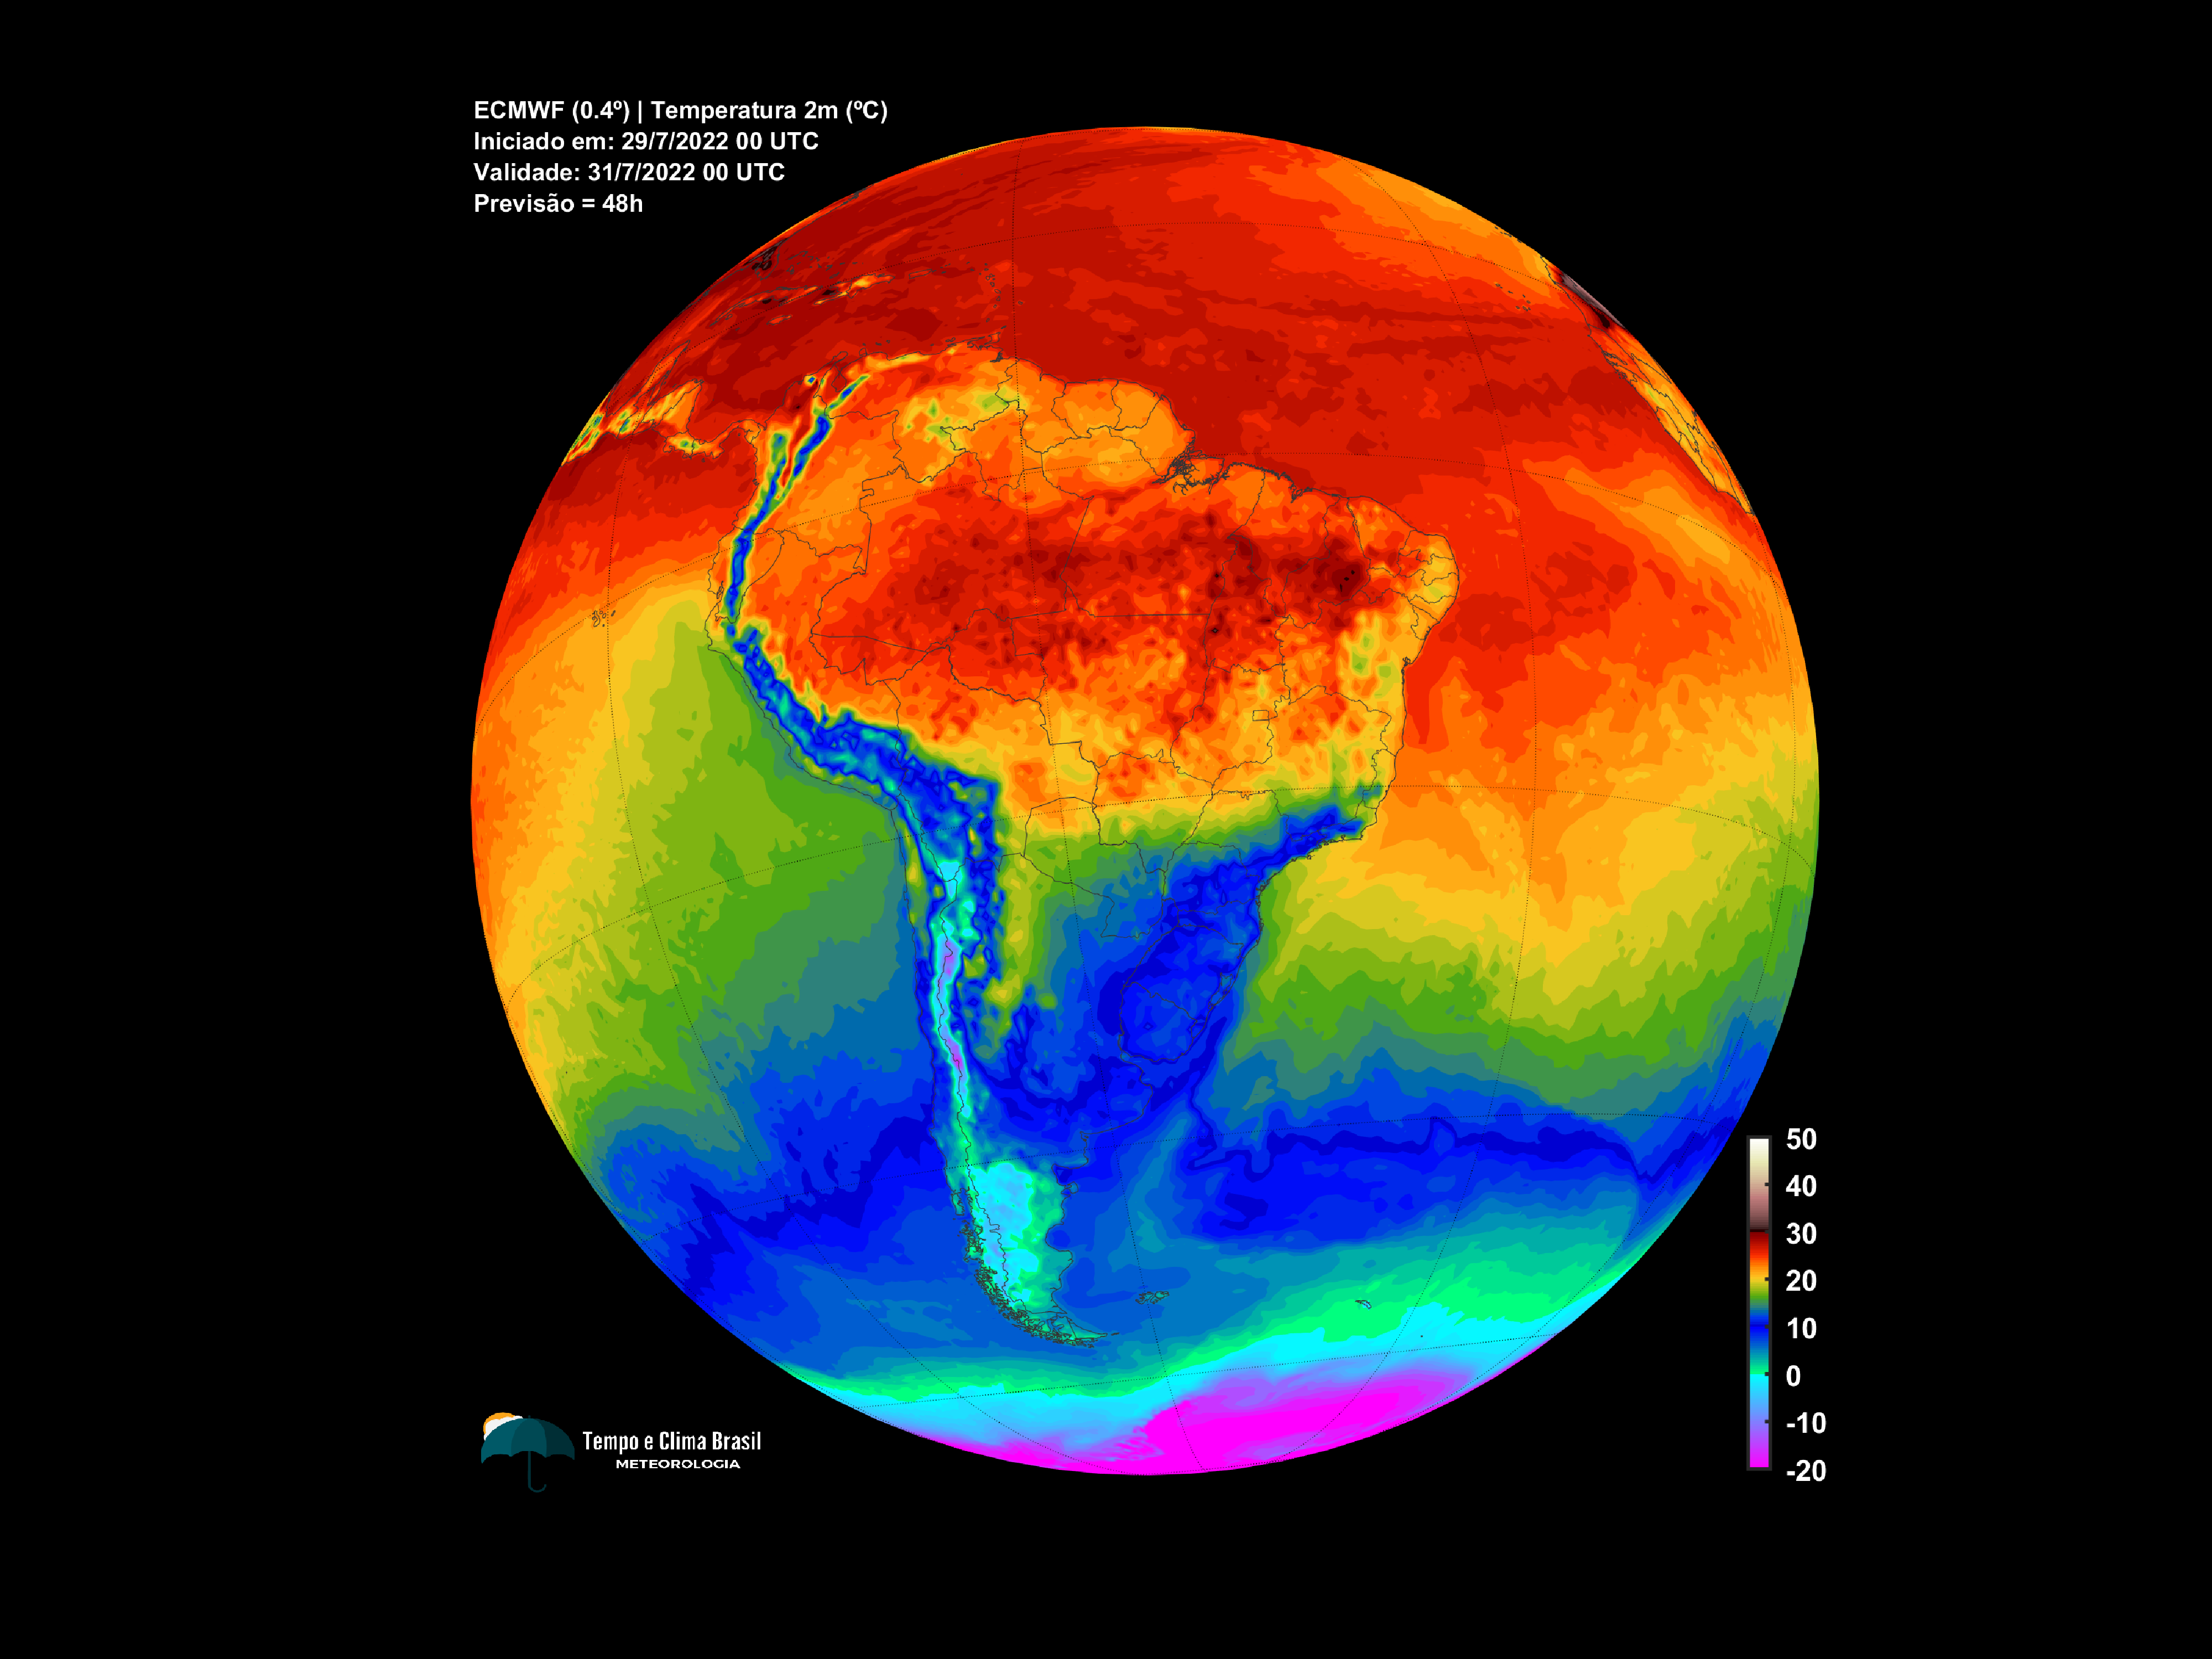 ECMWF (0.4º) | Temperatura 2m (ºC)
Iniciado em: 29/7/2022 00 UTC
Validade: 31/7/2022 00 UTC
Previsão = 48h
50
40
30
20
10
0
-10
-20
Tempo e Clima Brasil
METEOROLOGIA